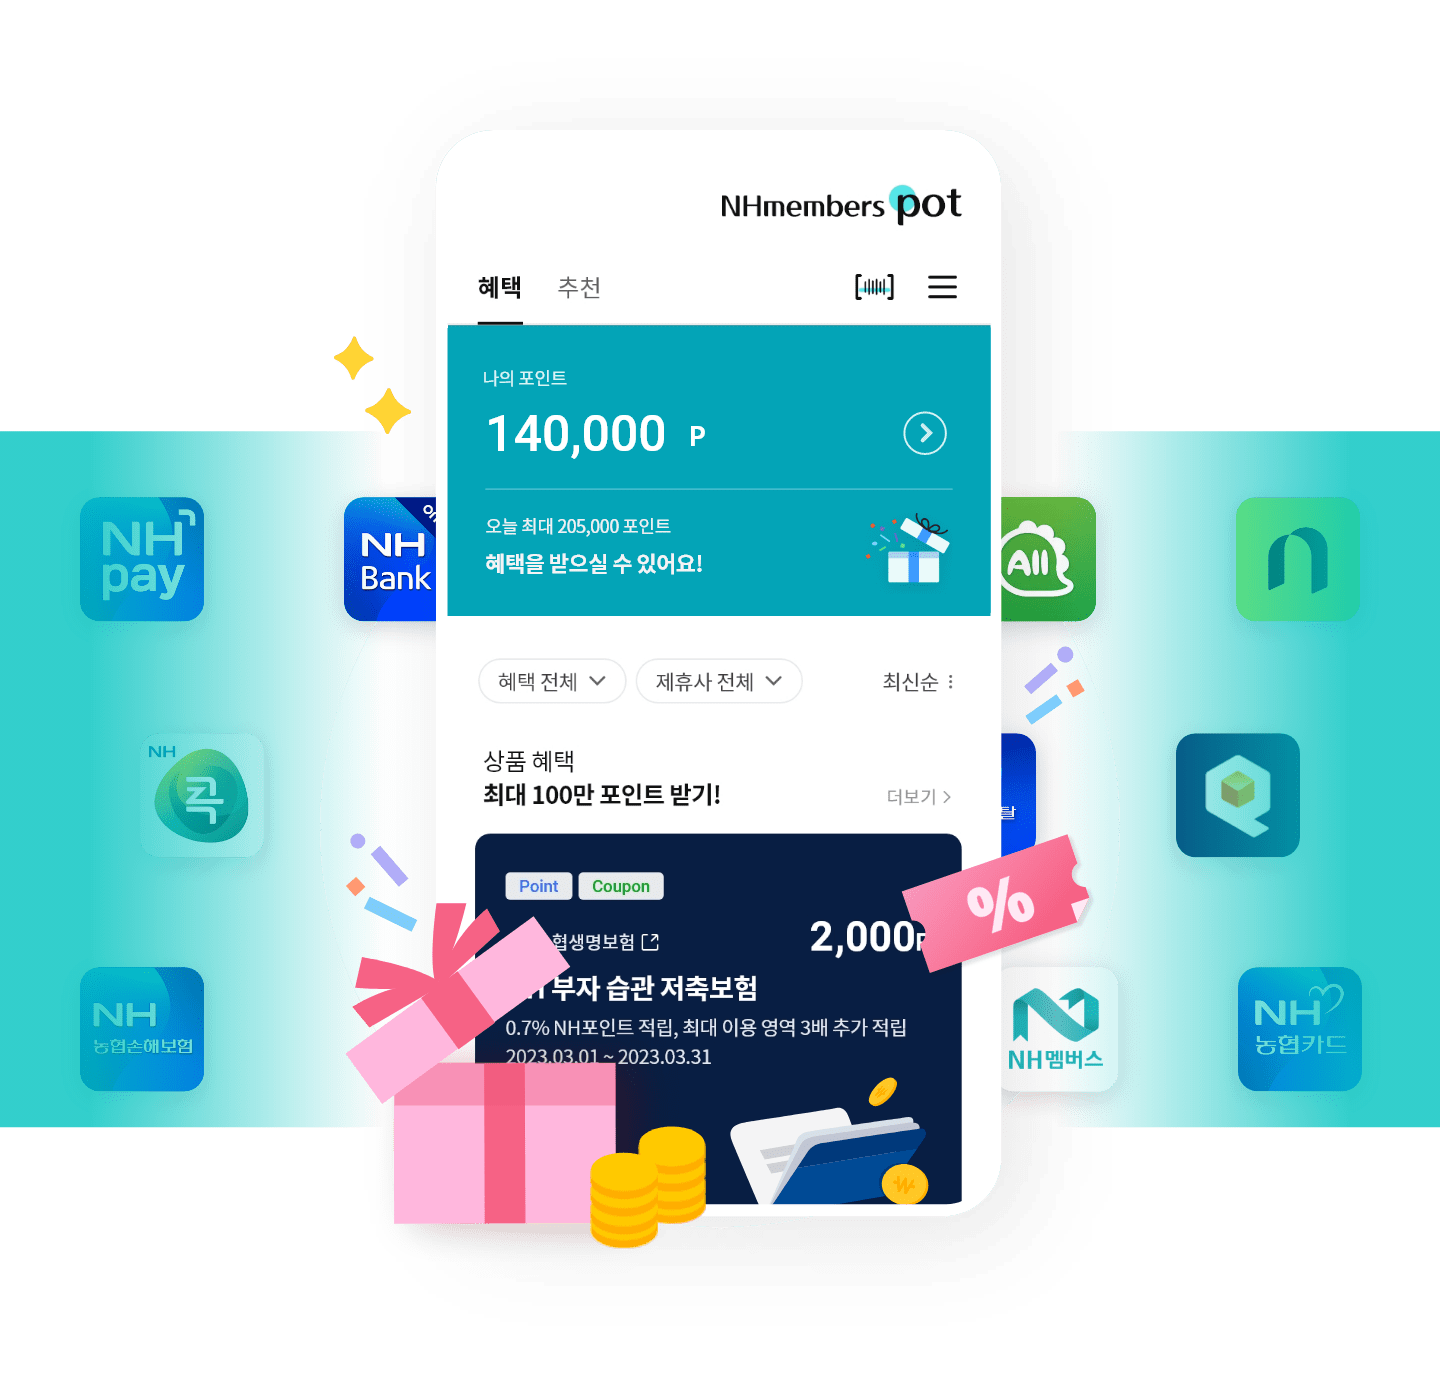 NHmembers pot
혜택 추천
나의 포인트
140,000 P
오늘 최대 205,000 포인트
혜택을 받으실 수 있어요!
NH
pay
%
NH
Bank
All
혜택 전체
제휴사 전체
최신순
NH
콕
상품 혜택
최대 100만 포인트 받기!
더보기
탈
Point
Coupon
협생명보험
2,000P
%
부자 습관 저축보험
0.7% NH포인트 적립, 최대 이용 영역 3배 추가 적립
2023.03.01 ~ 2023.03.31
NH
농협손해보험
NH멤버스
NH
농협카드